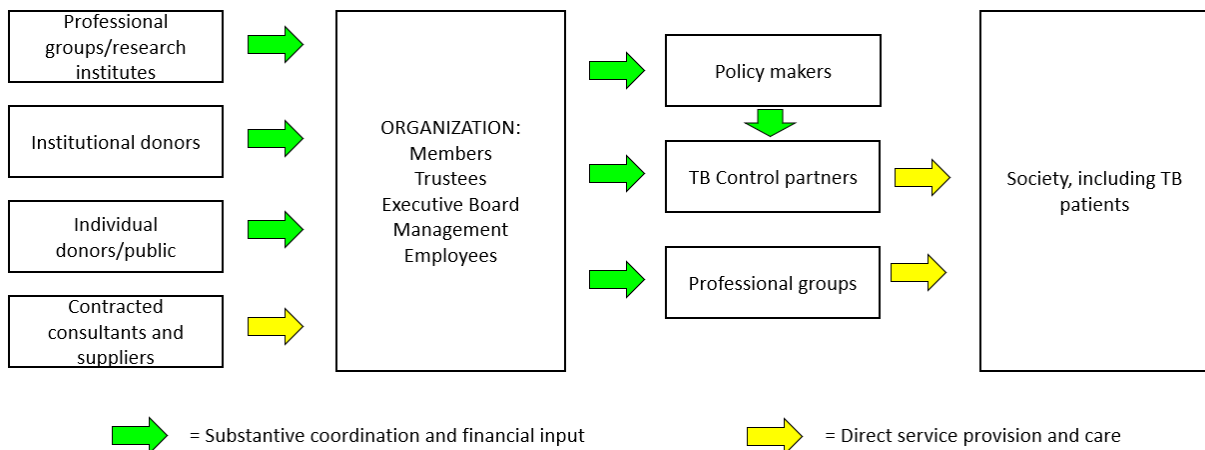 Professional
groups/research
institutes
Institutional donors
Individual
donors/public
Contracted
consultants and
suppliers
ORGANIZATION:
Members
Trustees
Executive Board
Management
Employees
Policy makers
TB Control partners
Professional groups
Society, including TB
patients
= Substantive coordination and financial input
= Direct service provision and care